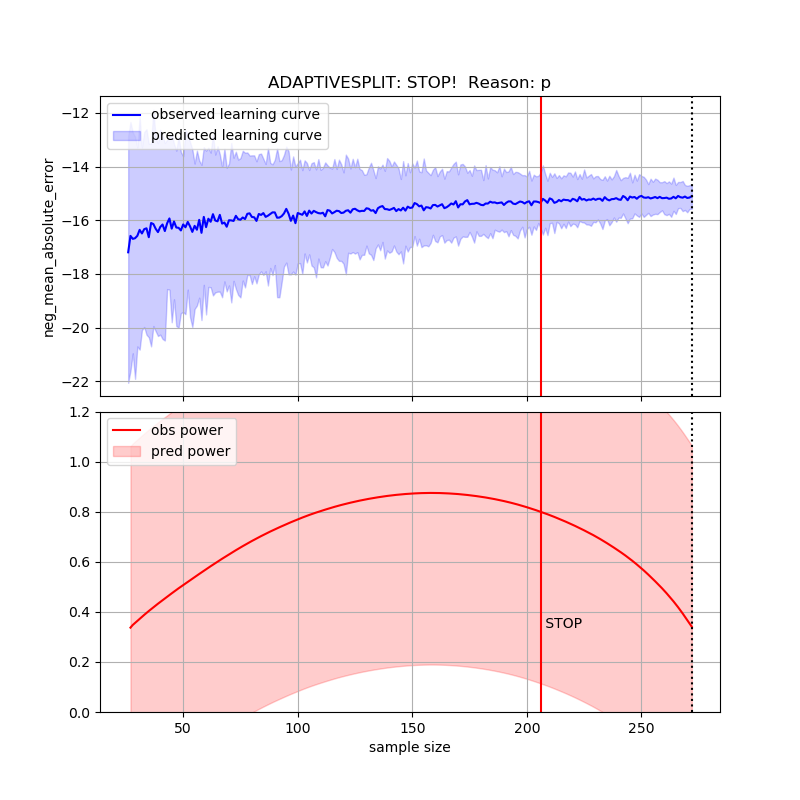 ADAPTIVESPLIT: STOP!  Reason: p
observed learning curve
predicted learning curve
neg_mean_absolute_error
−12
−14
−16
−18
−20
−22
obs power
pred power
1.2
1.0
0.8
0.6
0.4
0.2
0.0
STOP
50
100
150
200
250
sample size